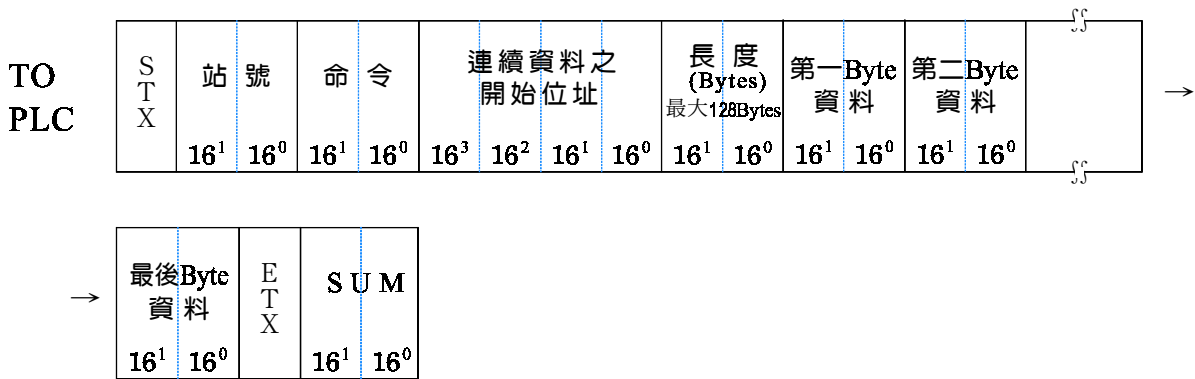 TO
PLC
S
T
X
站 號
16¹ 16⁰
命 令
16¹ 16⁰
連續資料之
開始位址
16³ 16² 16¹ 16⁰
長 度
(Bytes)
最大128Bytes
16¹ 16⁰
第一Byte
資 料
16¹ 16⁰
第二Byte
資 料
16¹ 16⁰
→
→
最後Byte
資 料
16¹ 16⁰
E
T
X
S U M
16¹ 16⁰